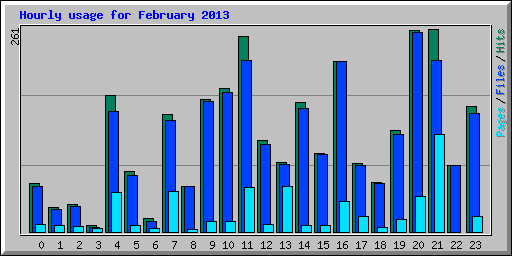 Hourly usage for February 2013
261
Pages / Files / Hits
0 1 2 3 4 5 6 7 8 9 10 11 12 13 14 15 16 17 18 19 20 21 22 23